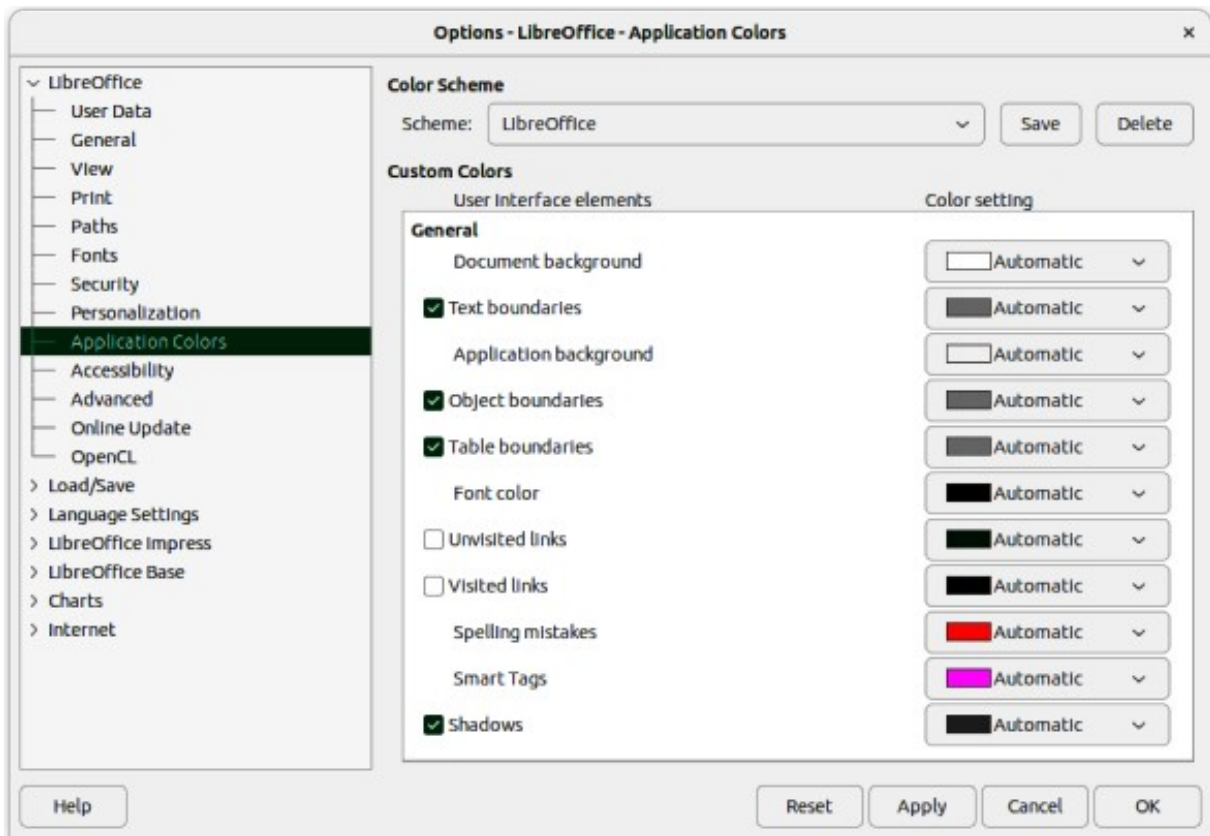 Options - LibreOffice - Application Colors
LibreOffice
User Data
General
View
Print
Paths
Fonts
Security
Personalization
Application Colors
Accessibility
Advanced
Online Update
OpenCL
Load/Save
Language Settings
LibreOffice Impress
LibreOffice Base
Charts
Internet
Color Scheme
Scheme: LibreOffice Save Delete
Custom Colors
User Interface elements Color setting
General
Document background Automatic
Text boundaries Automatic
Application background Automatic
Object boundaries Automatic
Table boundaries Automatic
Font color Automatic
Unvisited links Automatic
Visited links Automatic
Spelling mistakes Automatic
Smart Tags Automatic
Shadows Automatic
Help Reset Apply Cancel OK